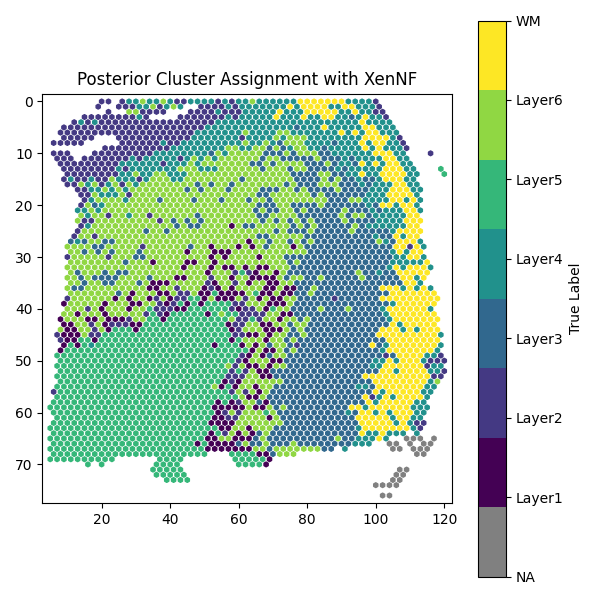 Posterior Cluster Assignment with XenNF
0
10
20
30
40
50
60
70
20
40
60
80
100
120
WM
Layer6
Layer5
Layer4
Layer3
Layer2
Layer1
NA
True Label